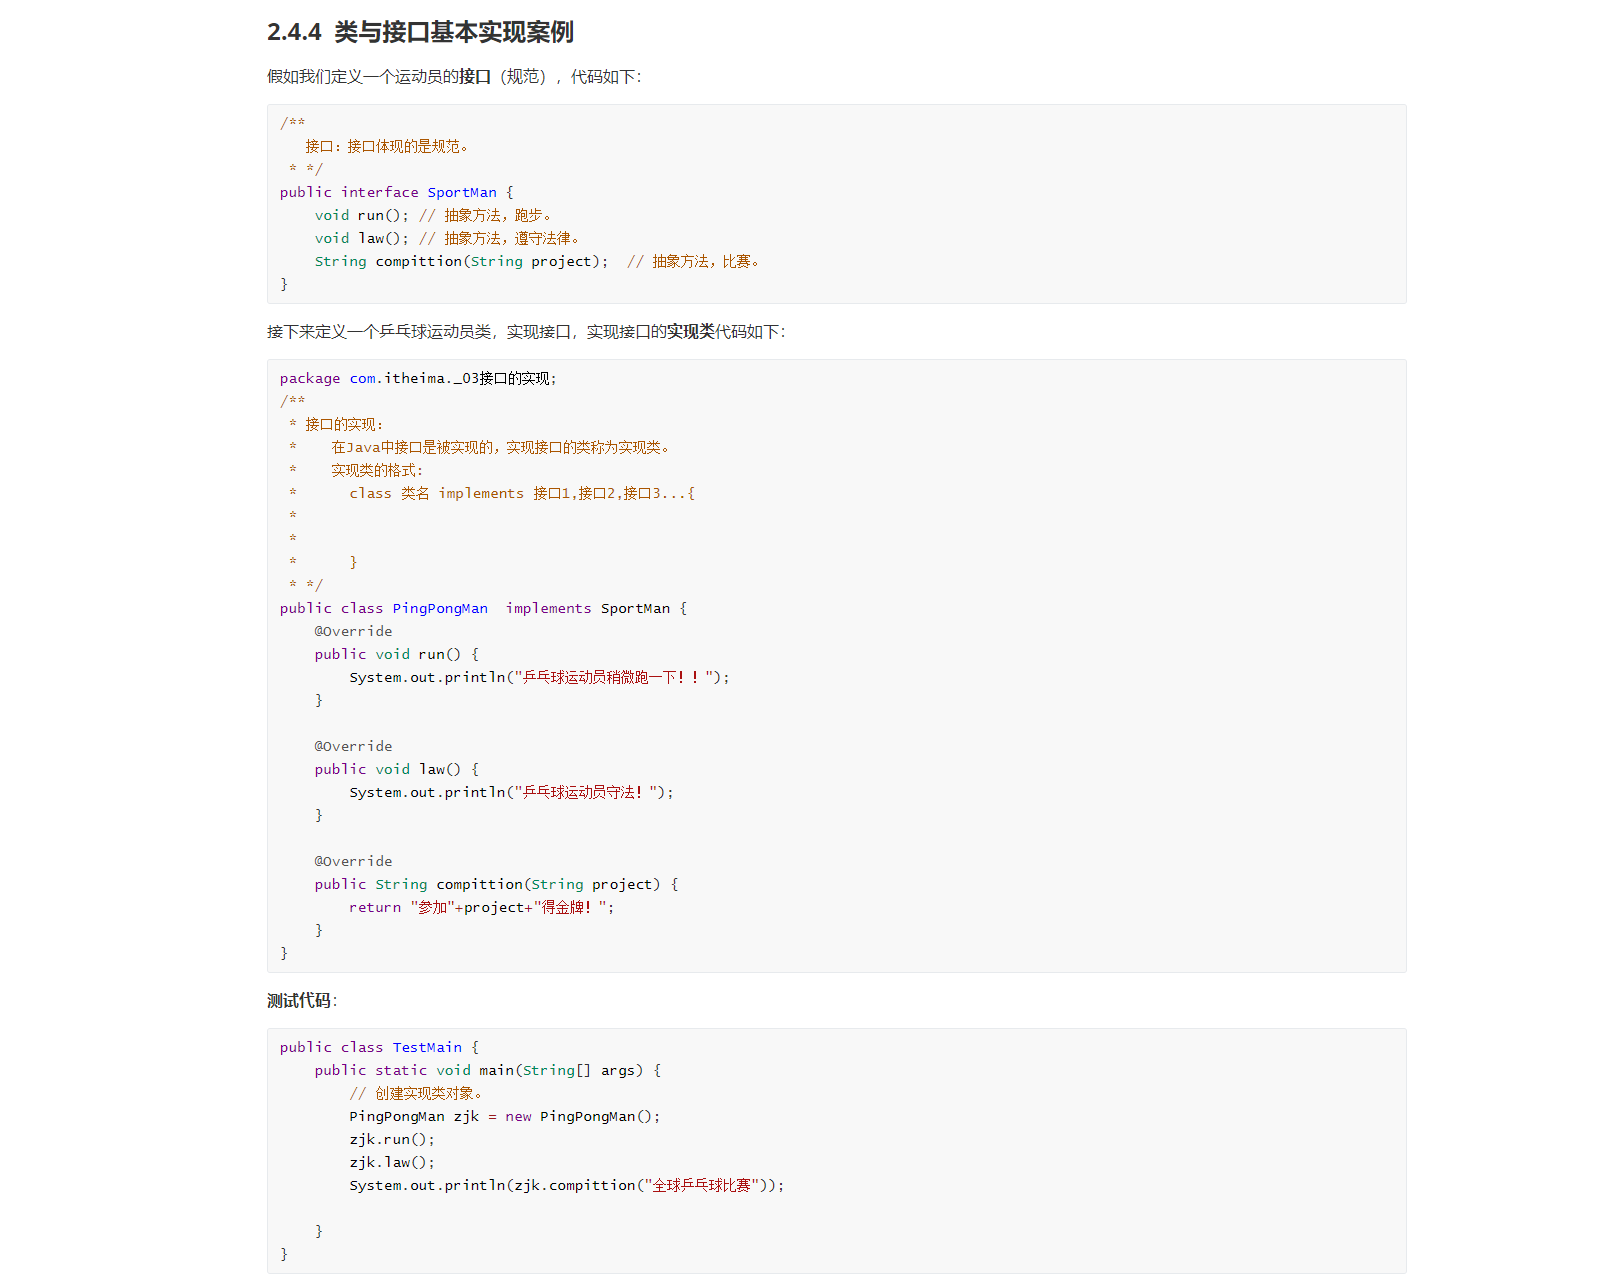 2.4.4 类与接口基本实现案例
假如我们定义一个运动员的接口（规范），代码如下：
/**
   接口：接口体现的是规范。
 * */
public interface SportMan {
    void run(); // 抽象方法，跑步。
    void law(); // 抽象方法，遵守法律。
    String compittion(String project);  // 抽象方法，比赛。
}
接下来定义一个乒乓球运动员类，实现接口，实现接口的实现类代码如下：
package com.itheima._03接口的实现;
/**
 * 接口的实现：
 *    在Java中接口是被实现的，实现接口的类称为实现类。
 *    实现类的格式:
 *      class 类名 implements 接口1,接口2,接口3...{
 *
 *
 *      }
 * */
public class PingPongMan  implements SportMan {
    @Override
    public void run() {
        System.out.println("乒乓球运动员稍微跑一下！！");
    }
    @Override
    public void law() {
        System.out.println("乒乓球运动员守法！");
    }
    @Override
    public String compittion(String project) {
        return "参加"+project+"得金牌！";
    }
}
测试代码：
public class TestMain {
    public static void main(String[] args) {
        // 创建实现类对象。
        PingPongMan zjk = new PingPongMan();
        zjk.run();
        zjk.law();
        System.out.println(zjk.compittion("全球乒乓球比赛"));
    }
}